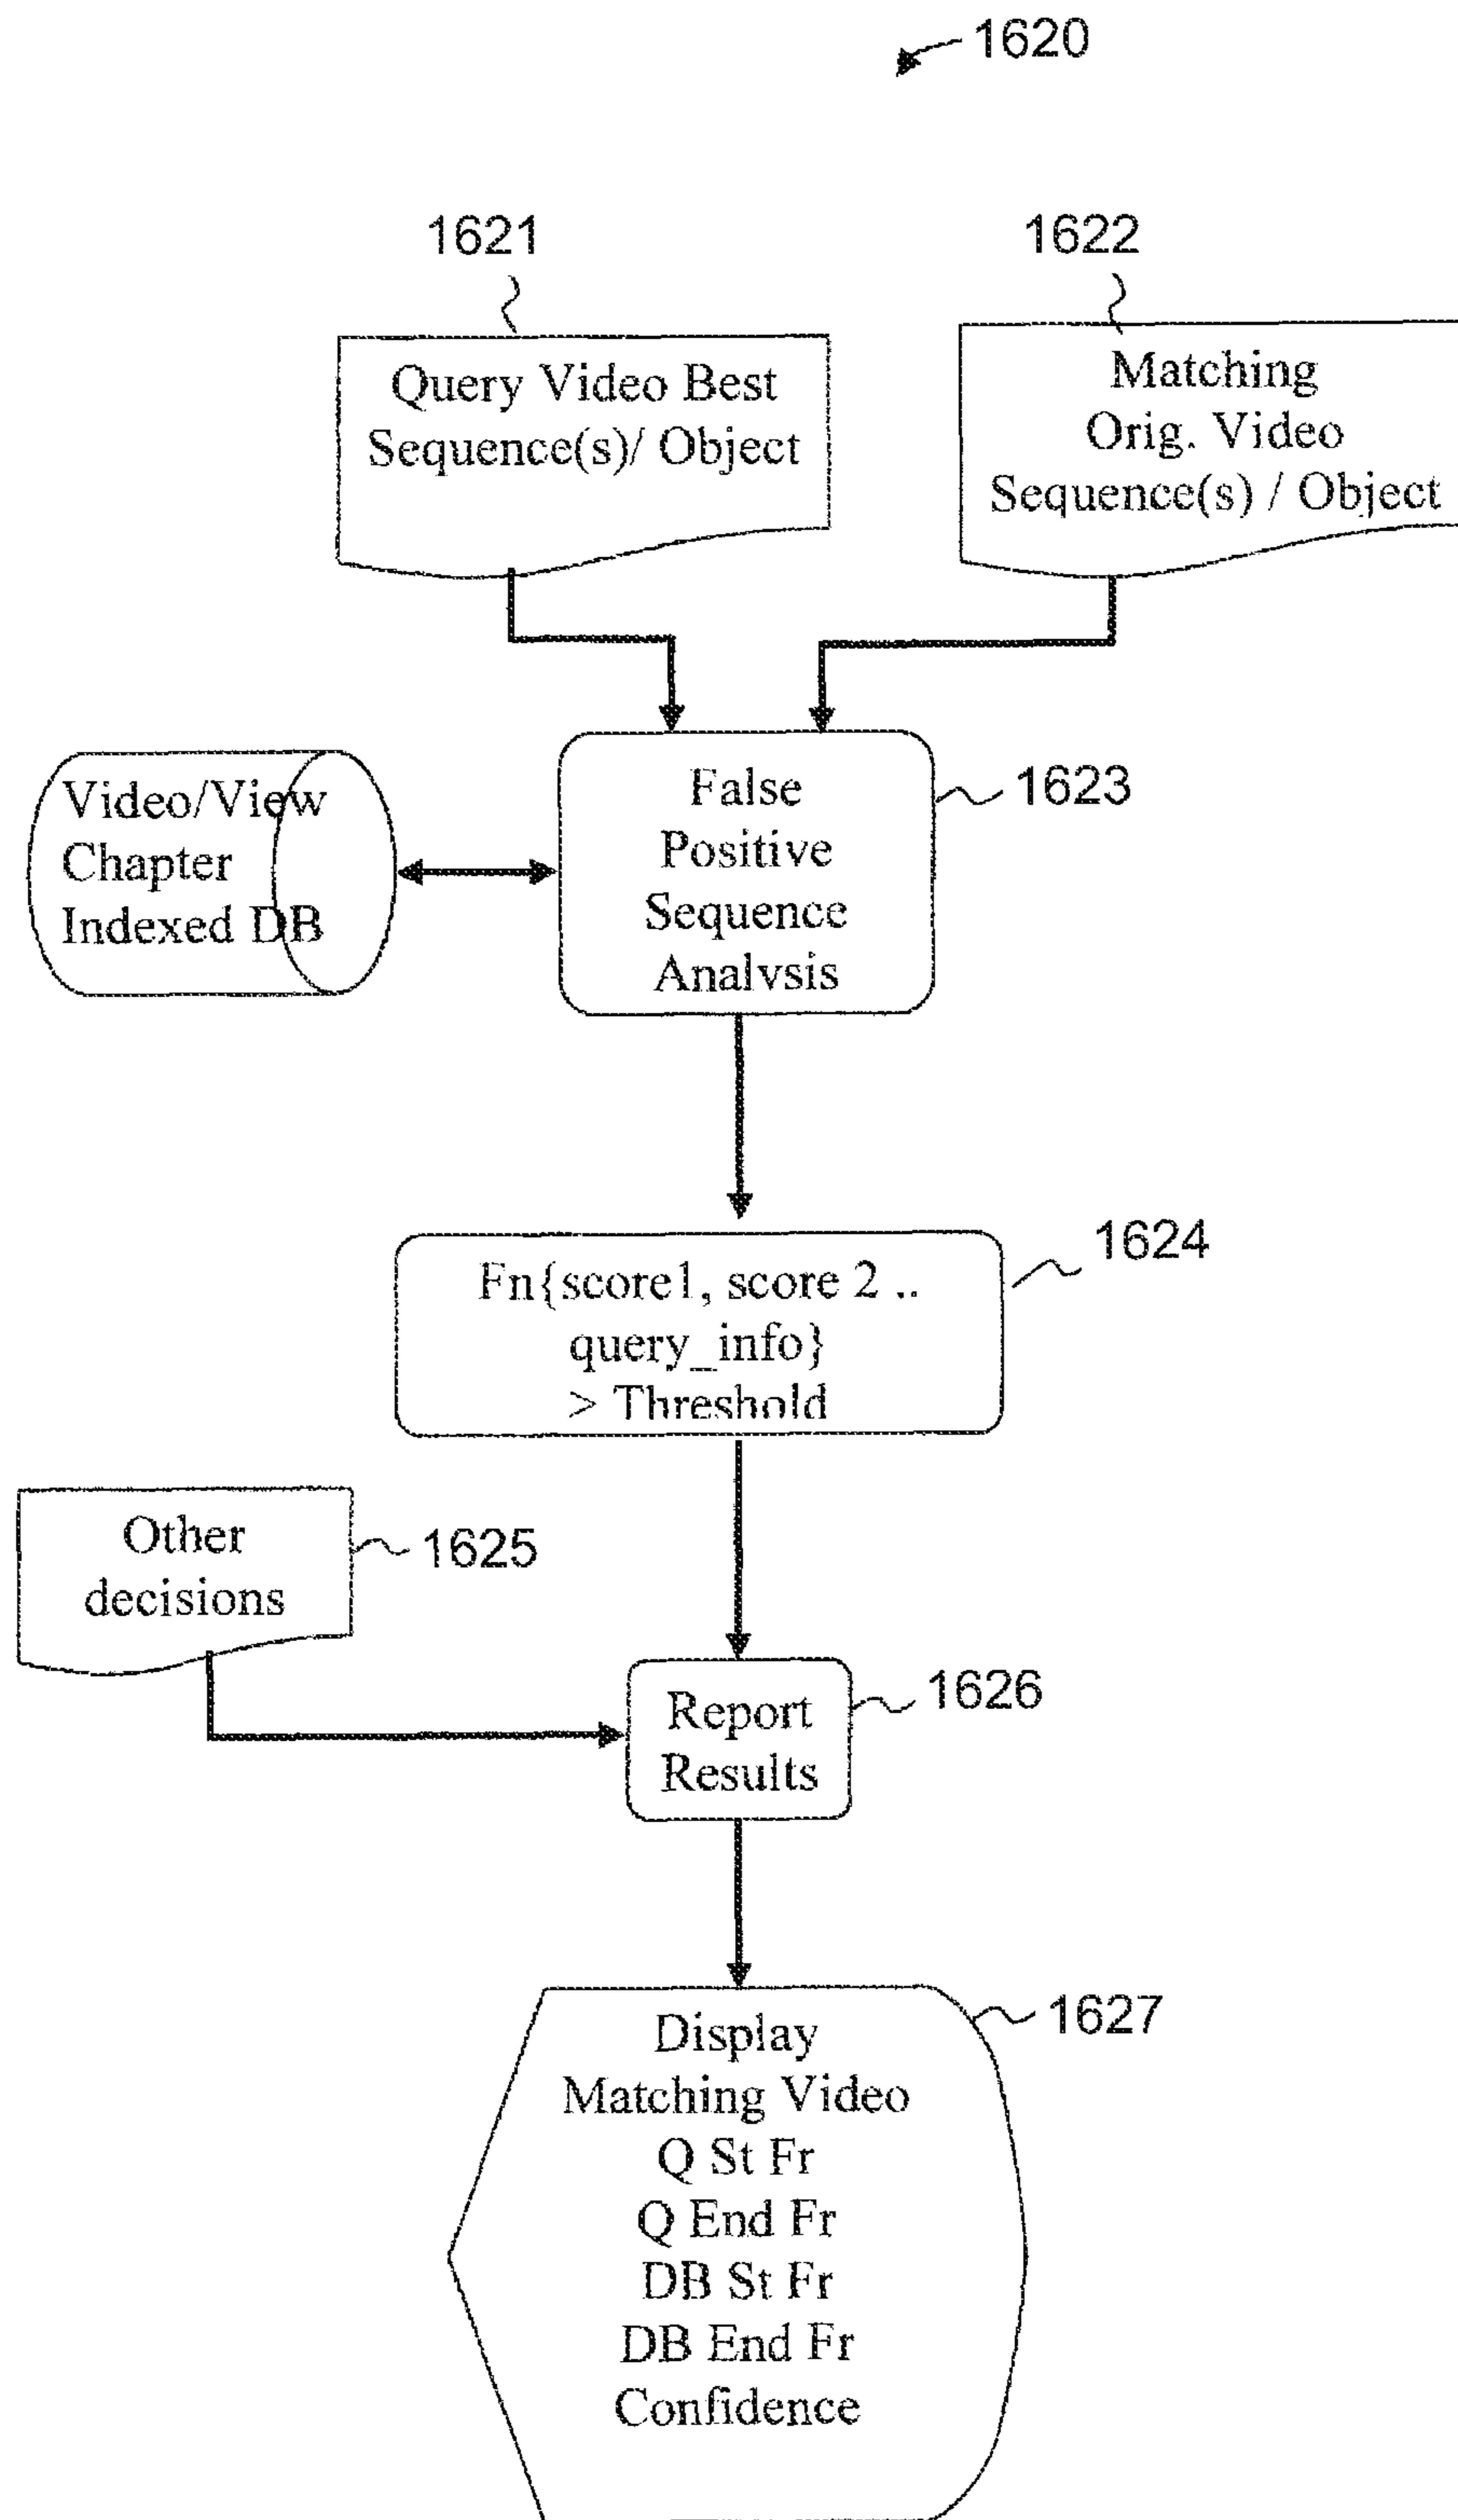 1620
1621
1622
Query Video Best
Sequence(s)/ Object
Matching
Orig. Video
Sequence(s) / Object
Video/View
Chapter
Indexed DB
False
Positive
Sequence
Analysis
1623
Fn{score1, score 2 ..
query_info}
> Threshold
1624
Other
decisions
1625
Report
Results
1626
Display
Matching Video
Q St Fr
Q End Fr
DB St Fr
DB End Fr
Confidence
1627